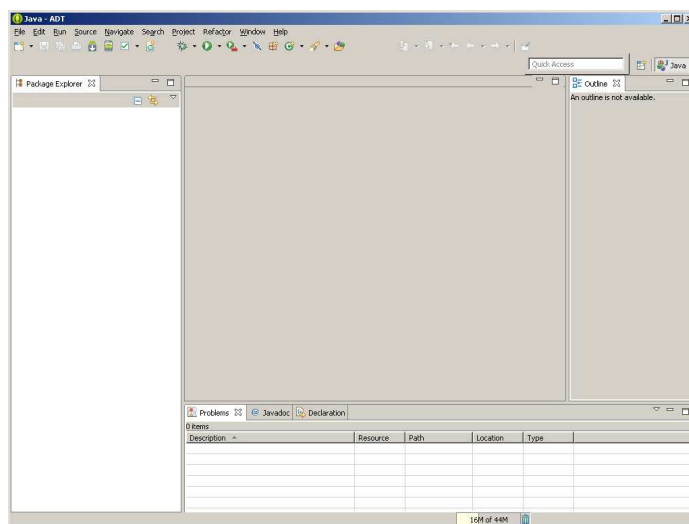 Java - ADT
File Edit Run Source Navigate Search Project Refactor Window Help
Quick Access
Java
Package Explorer
Outline
An outline is not available.
Problems
Javadoc
Declaration
0 items
Description
Resource
Path
Location
Type
16M of 44M